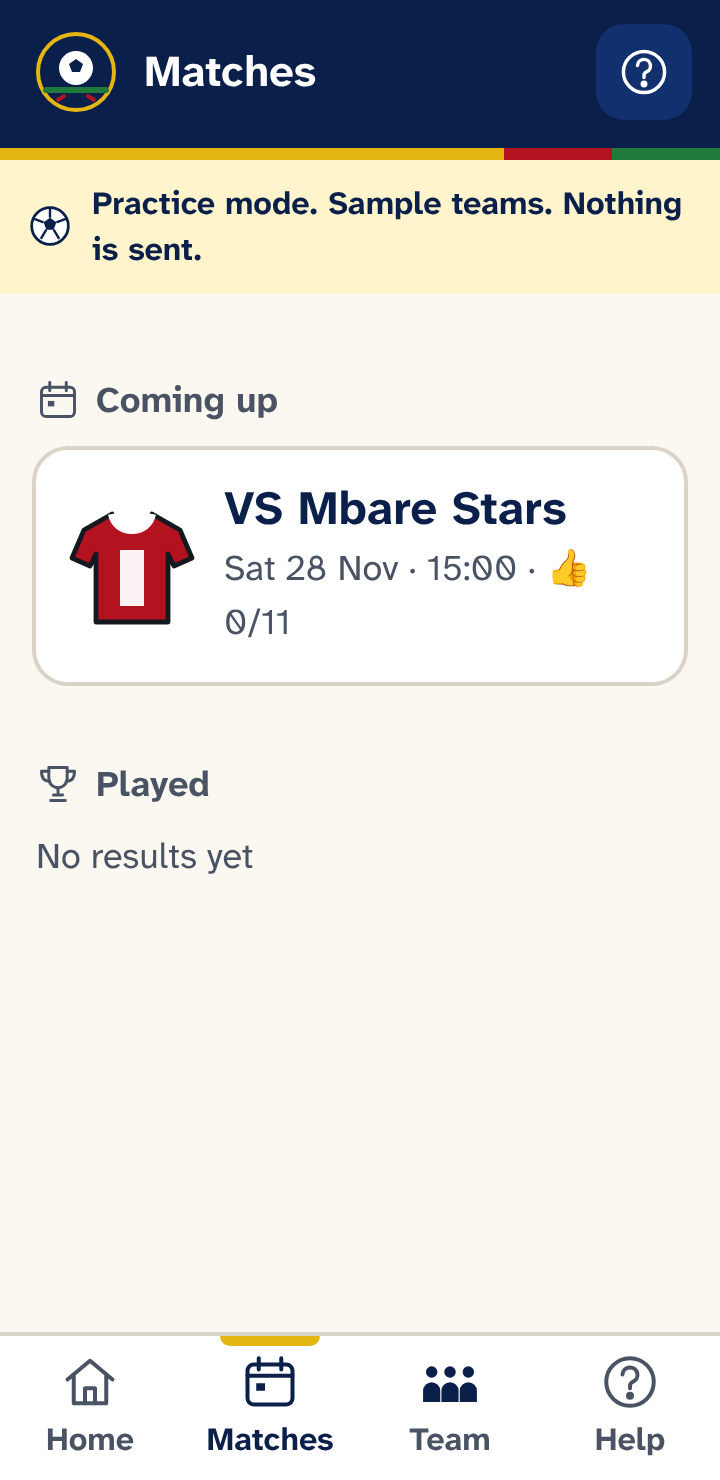 Matches
Practice mode. Sample teams. Nothing
is sent.
Coming up
VS Mbare Stars
Sat 28 Nov · 15:00 · 👍
0/11
Played
No results yet
Home
Matches
Team
Help